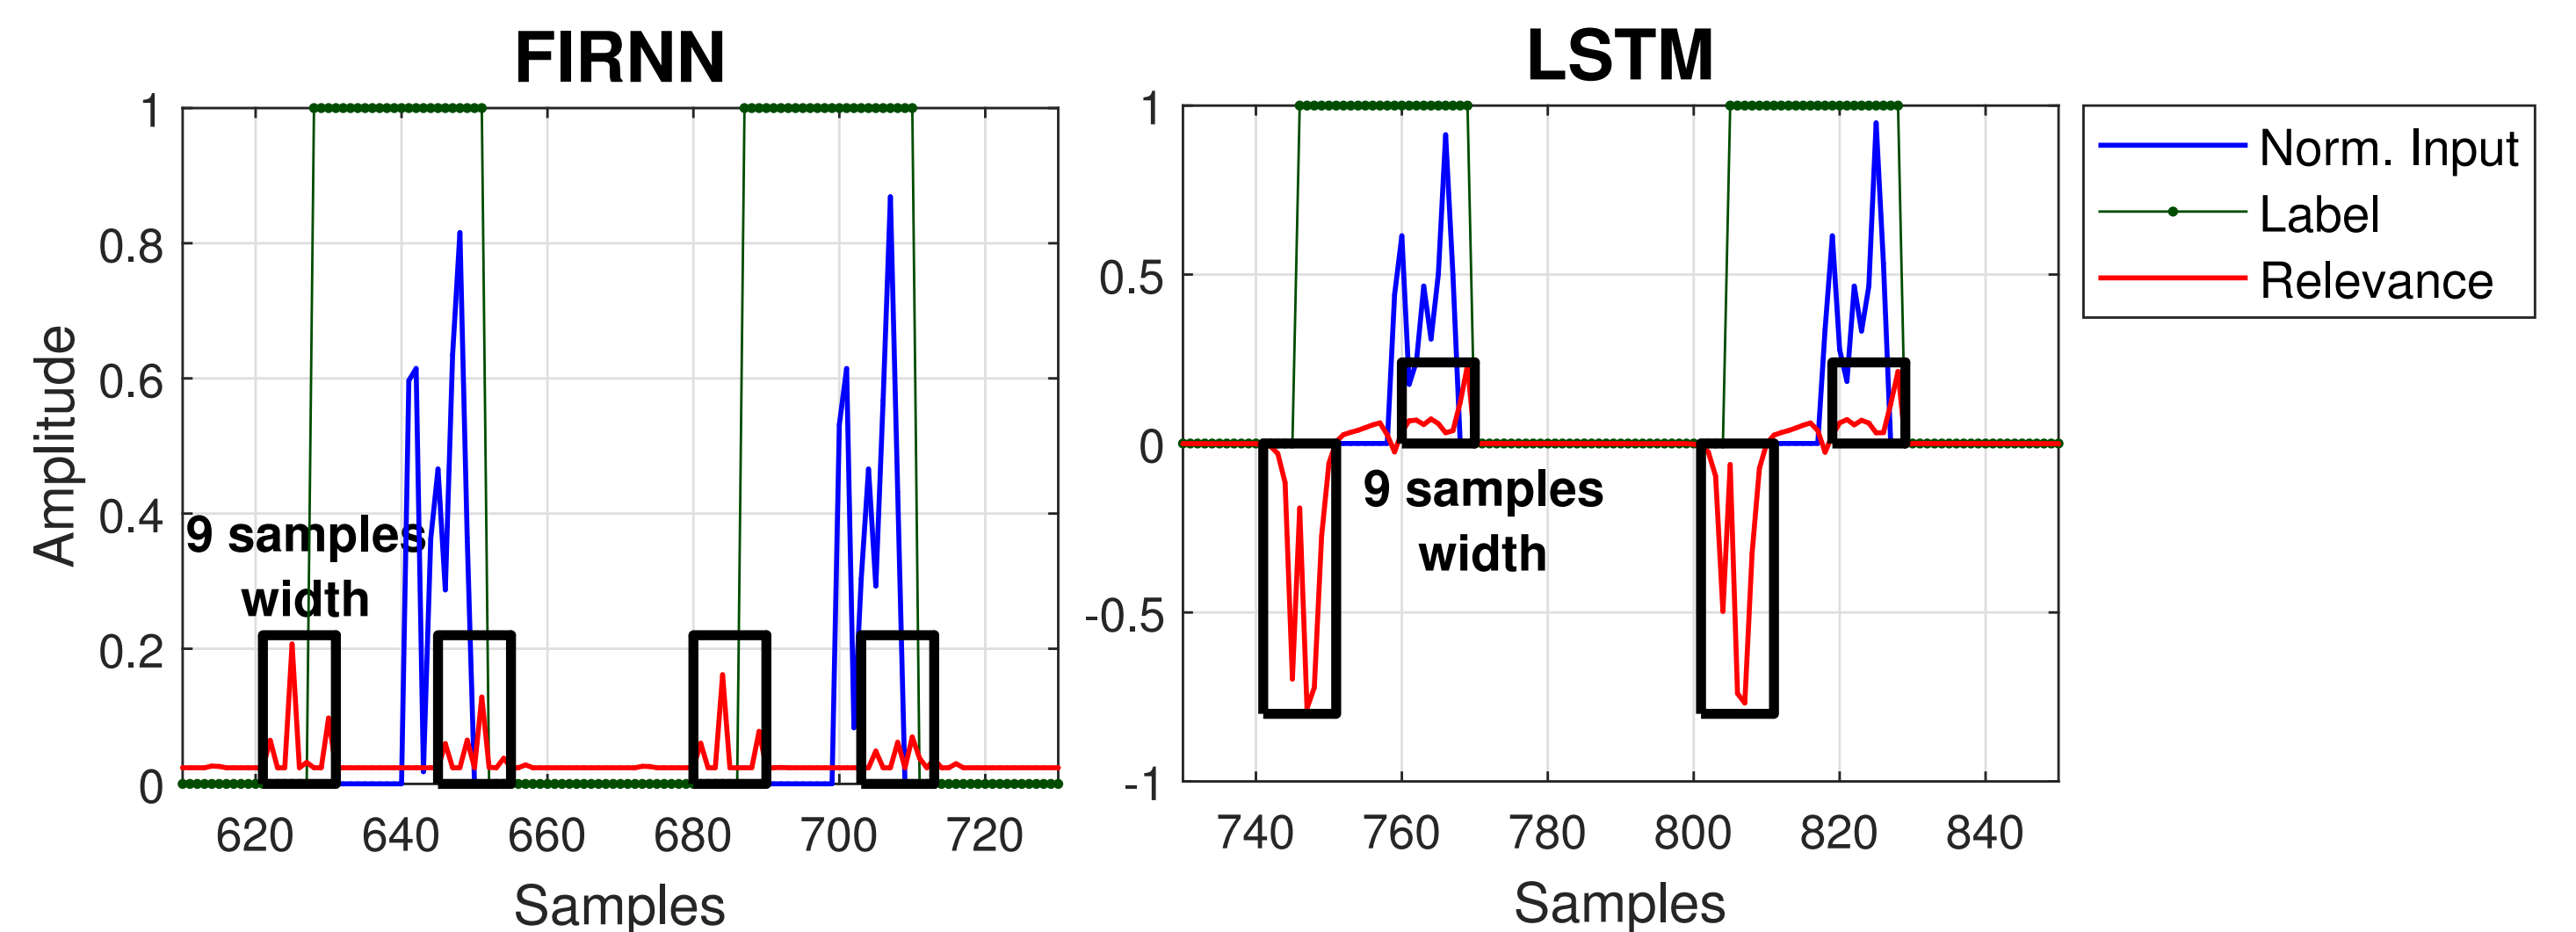 FIRNN
LSTM
1
0.8
0.6
0.4
0.2
0
Amplitude
9 samples
width
620 640 660 680 700 720
Samples
1
0.5
0
-0.5
-1
9 samples
width
740 760 780 800 820 840
Samples
Norm. Input
Label
Relevance